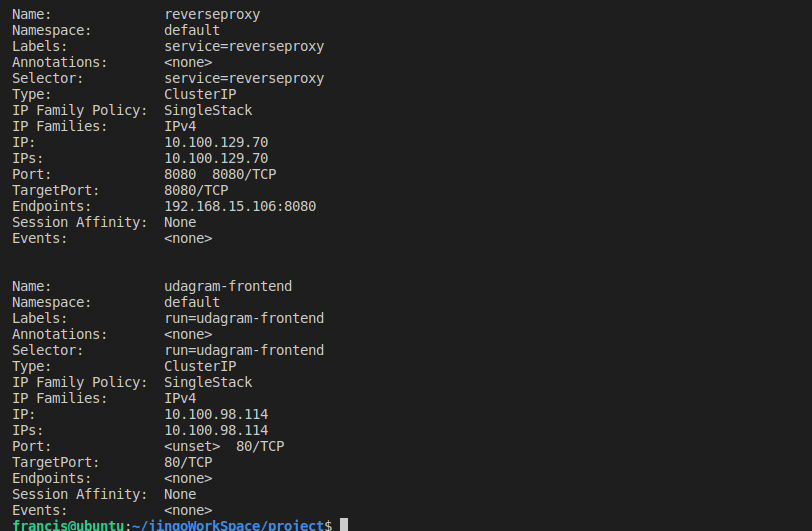 Name:              reverseproxy
Namespace:         default
Labels:            service=reverseproxy
Annotations:       <none>
Selector:          service=reverseproxy
Type:              ClusterIP
IP Family Policy:  SingleStack
IP Families:       IPv4
IP:                10.100.129.70
IPs:               10.100.129.70
Port:              8080  8080/TCP
TargetPort:        8080/TCP
Endpoints:         192.168.15.106:8080
Session Affinity:  None
Events:            <none>
Name:              udagram-frontend
Namespace:         default
Labels:            run=udagram-frontend
Annotations:       <none>
Selector:          run=udagram-frontend
Type:              ClusterIP
IP Family Policy:  SingleStack
IP Families:       IPv4
IP:                10.100.98.114
IPs:               10.100.98.114
Port:              <unset>  80/TCP
TargetPort:        80/TCP
Endpoints:         <none>
Session Affinity:  None
Events:            <none>
francis@ubuntu:~/jingoWorkSpace/project$